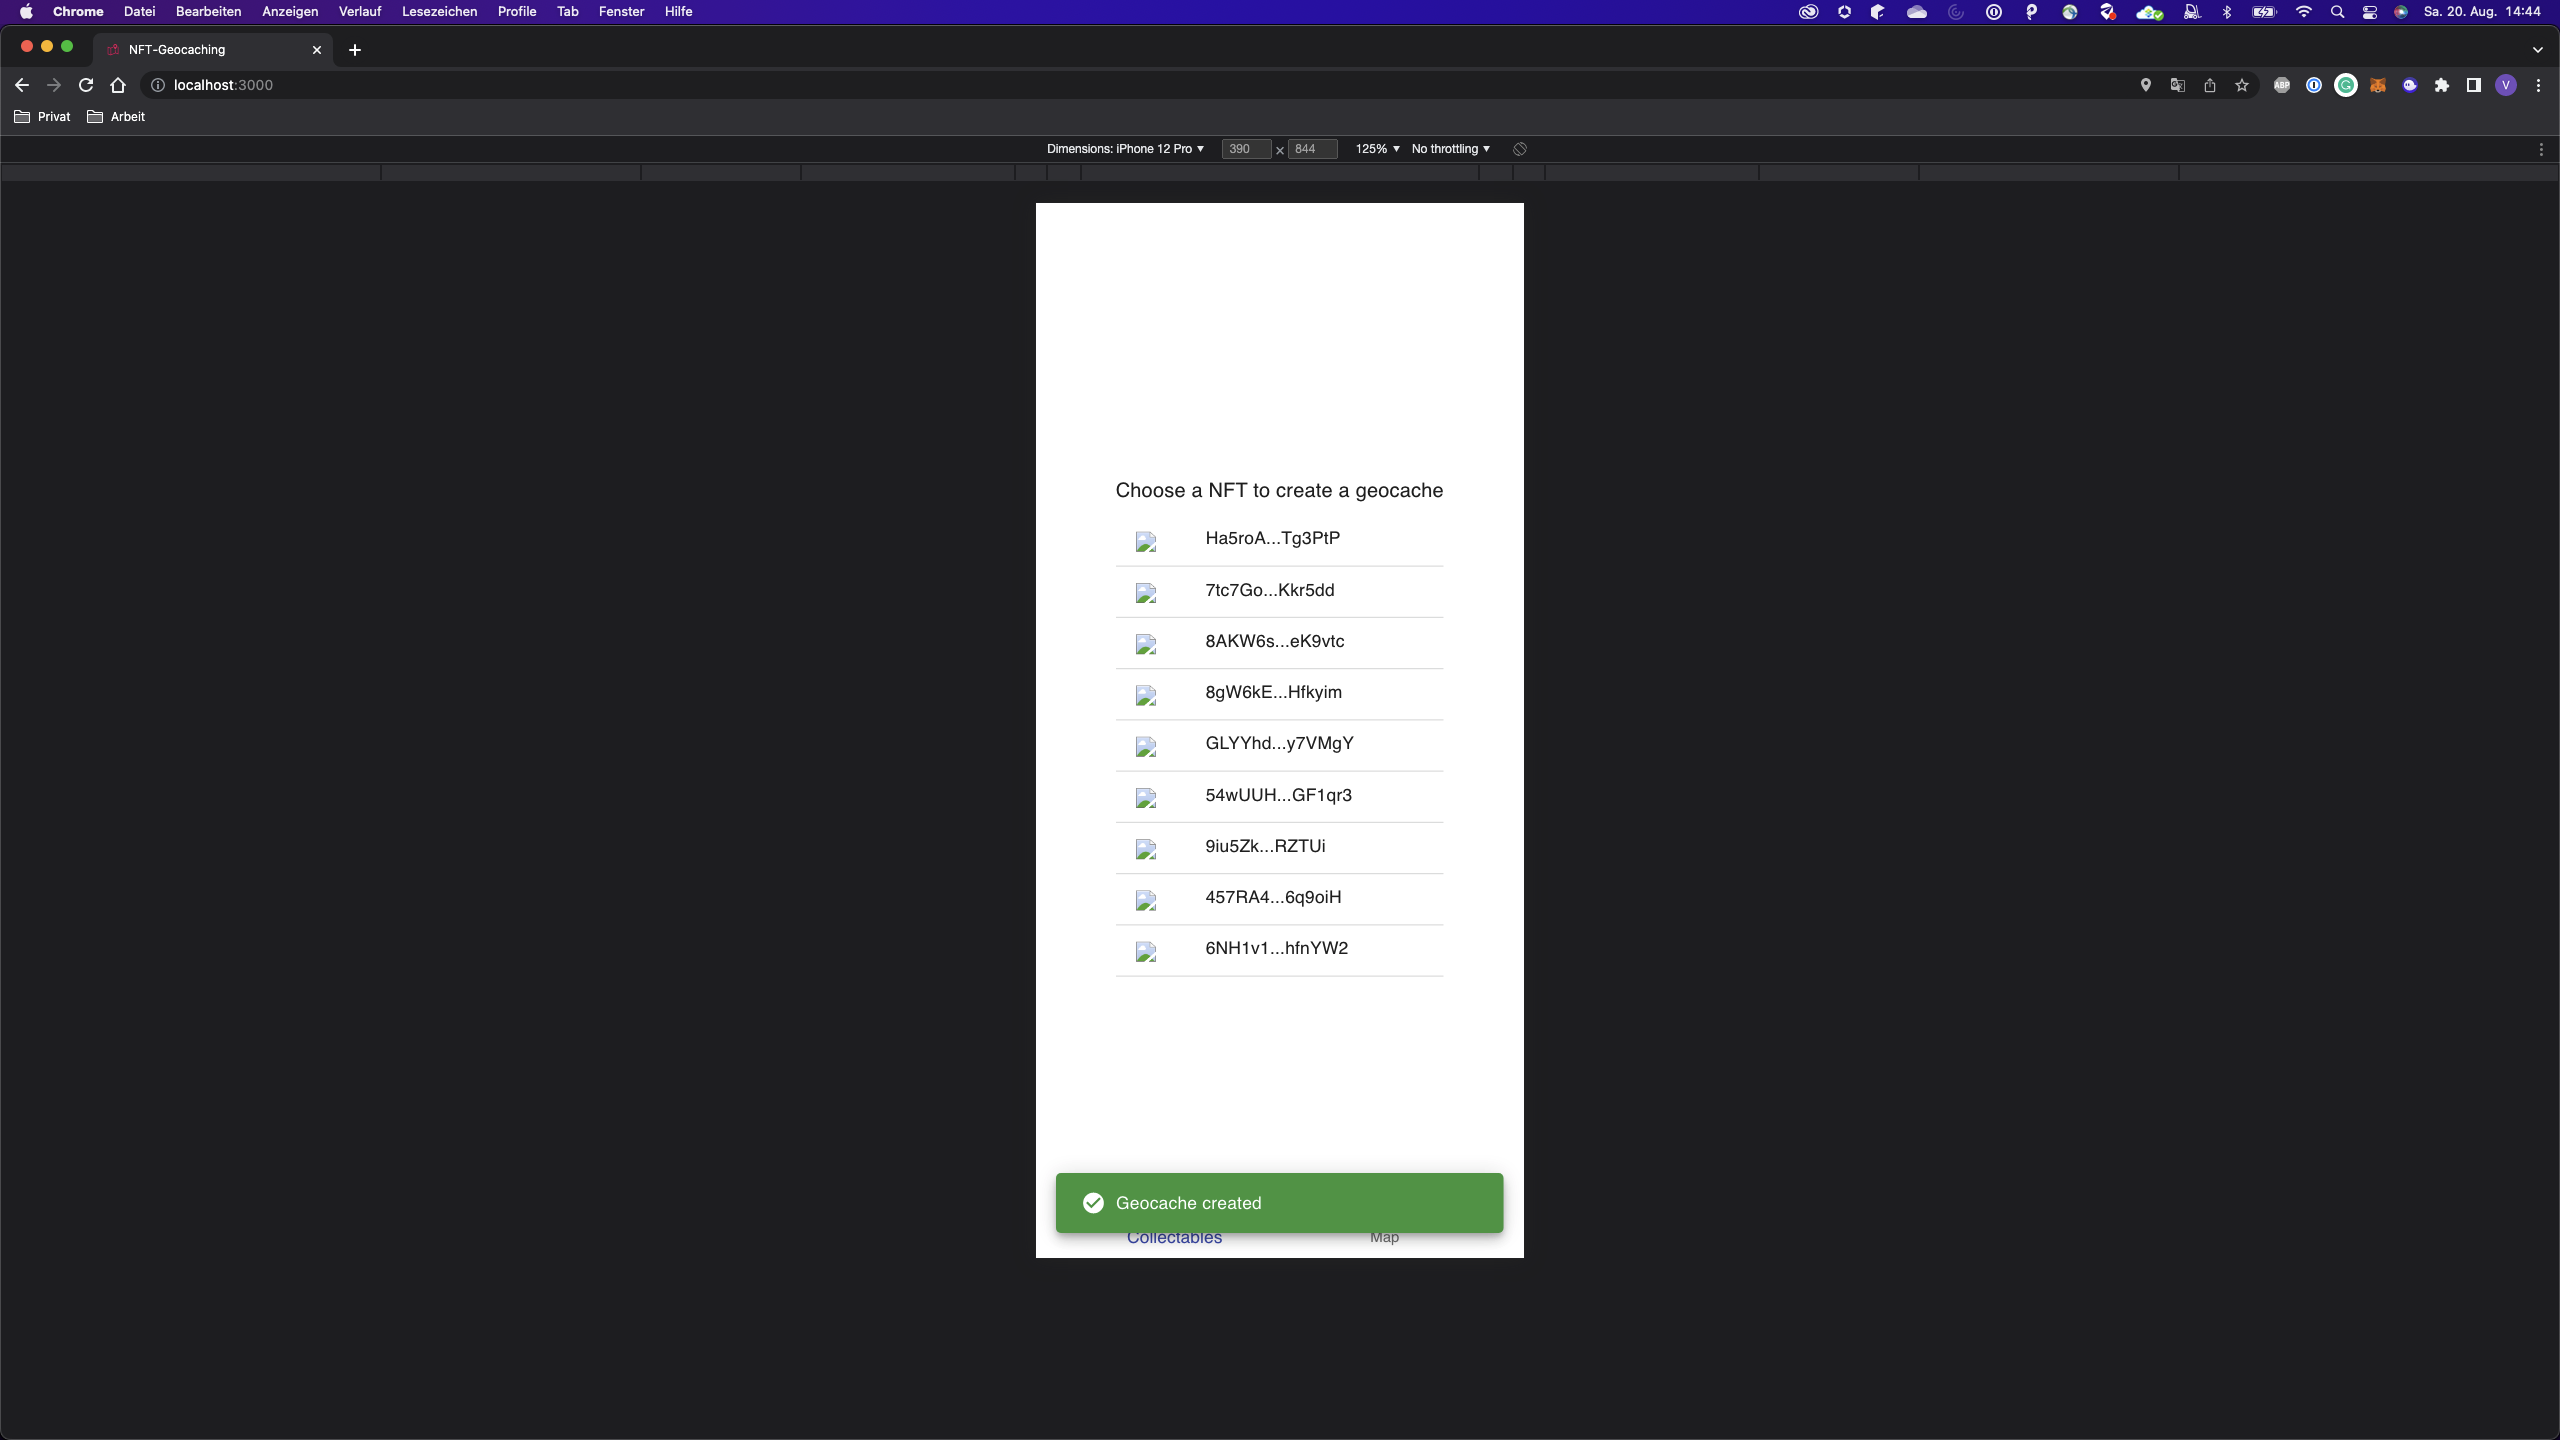 Chrome Datei Bearbeiten Anzeigen Verlauf Lesezeichen Profile Tab Fenster Hilfe Sa. 20. Aug. 14:44
NFT-Geocaching
localhost:3000
ABP
V
Privat Arbeit
Dimensions: iPhone 12 Pro 390 × 844 125% No throttling
Choose a NFT to create a geocache
Ha5roA...Tg3PtP
7tc7Go...Kkr5dd
8AKW6s...eK9vtc
8gW6kE...Hfkyim
GLYYhd...y7VMgY
54wUUH...GF1qr3
9iu5Zk...RZTUi
457RA4...6q9oiH
6NH1v1...hfnYW2
Geocache created
Collectables Map